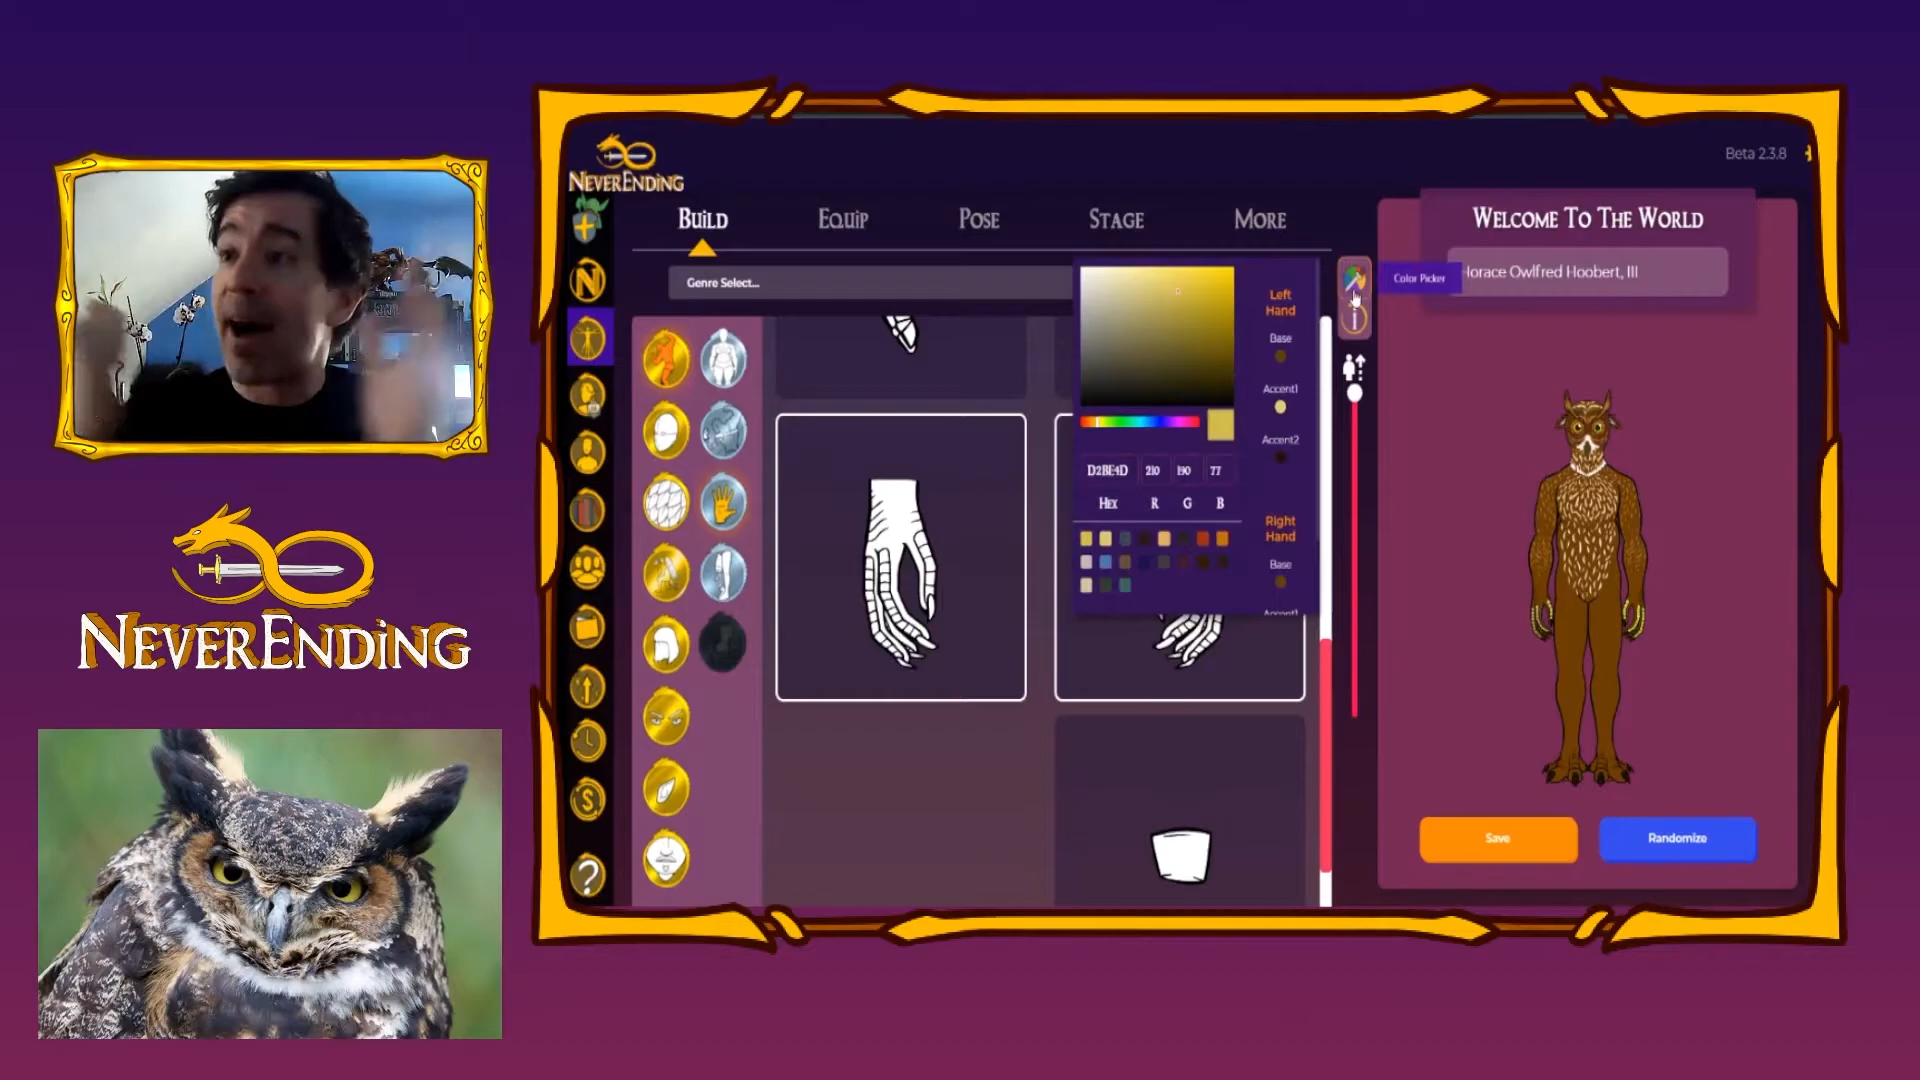 NEVERENDING
Beta 2.3.8
BUILD
EQUIP
POSE
STAGE
MORE
WELCOME TO THE WORLD
Genre Select...
Color Picker
Horace Owlfred Hoobert, III
Left
Hand
Base
Accent1
Accent2
D2BE4D 210 190 77
HEX R G B
Right
Hand
Base
Accent1
N
$
?
Save
Randomize
NEVERENDING